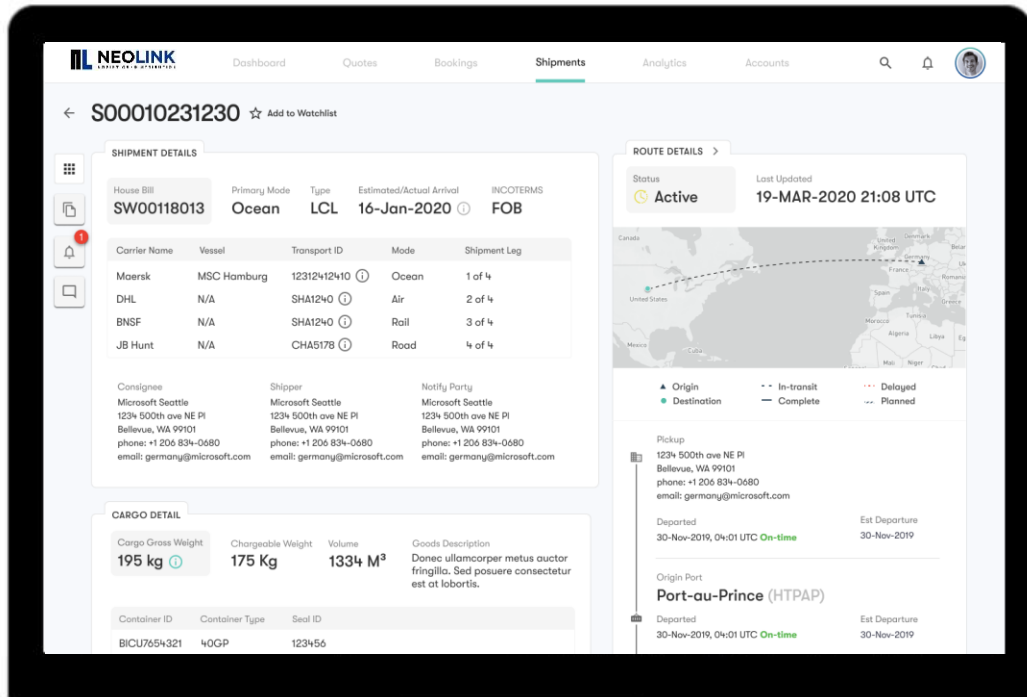 NEOLINK
Dashboard
Quotes
Bookings
Shipments
Analytics
Accounts
S00010231230
Add to Watchlist
SHIPMENT DETAILS
House Bill
SW00118013
Primary Mode
Ocean
Type
LCL
Estimated/Actual Arrival
16-Jan-2020
INCOTERMS
FOB
Carrier Name Vessel Transport ID Mode Shipment Leg
Maersk MSC Hamburg 12312412410 Ocean 1 of 4
DHL N/A SHA1240 Air 2 of 4
BNSF N/A SHA1240 Rail 3 of 4
JB Hunt N/A CHA5178 Road 4 of 4
Consignee
Microsoft Seattle
1234 500th ave NE Pl
Bellevue, WA 99101
phone: +1 206 834-0680
email: germany@microsoft.com
Shipper
Microsoft Seattle
1234 500th ave NE Pl
Bellevue, WA 99101
phone: +1 206 834-0680
email: germany@microsoft.com
Notify Party
Microsoft Seattle
1234 500th ave NE Pl
Bellevue, WA 99101
phone: +1 206 834-0680
email: germany@microsoft.com
CARGO DETAIL
Cargo Gross Weight
195 kg
Chargeable Weight
175 Kg
Volume
1334 M³
Goods Description
Donec ullamcorper metus auctor
fringilla. Sed posuere consectetur
est at lobortis.
Container ID Container Type Seal ID
BICU7654321 40GP 123456
1
ROUTE DETAILS
Status
Active
Last Updated
19-MAR-2020 21:08 UTC
Canada
United
Kingdom
Denmark
Germany
France
Romania
Spain
Italy
Greece
United States
Tunisia
Morocco
Algeria
Libya
Mexico
Cuba
Mali
Niger
Origin
Destination
In-transit
Complete
Delayed
Planned
Pickup
1234 500th ave NE Pl
Bellevue, WA 99101
phone: +1 206 834-0680
email: germany@microsoft.com
Departed
30-Nov-2019, 04:01 UTC On-time
Est Departure
30-Nov-2019
Origin Port
Port-au-Prince (HTPAP)
Departed
30-Nov-2019, 04:01 UTC On-time
Est Departure
30-Nov-2019